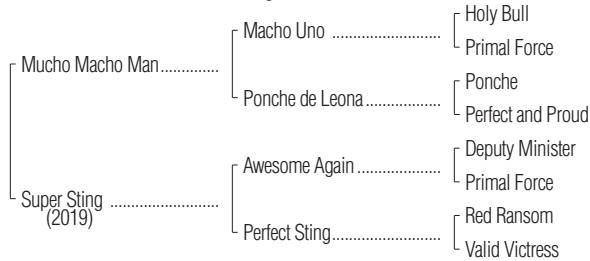 Holy Bull
Macho Uno ....................
Primal Force
Mucho Macho Man..............
Ponche
Ponche de Leona..............
Perfect and Proud
Deputy Minister
Awesome Again ................
Primal Force
Super Sting ..........................
(2019)
Red Ransom
Perfect Sting.....................
Valid Victress